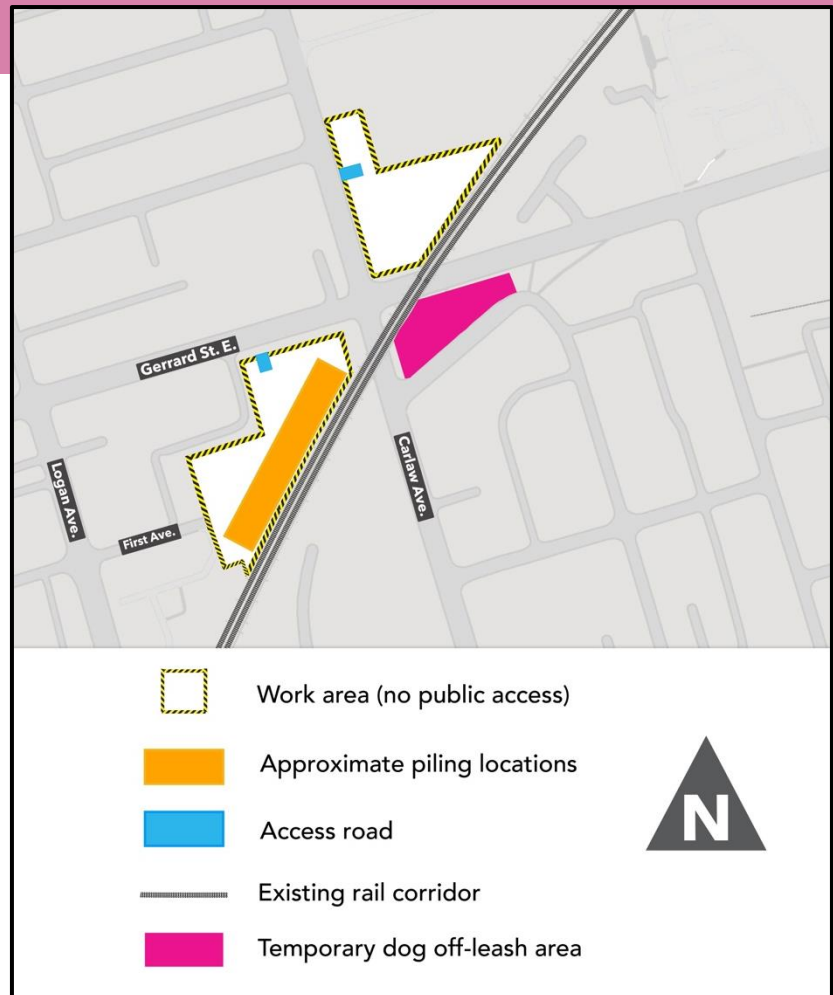 Gerrard St. E.
Logan Ave.
First Ave.
Carlaw Ave.
Work area (no public access)
Approximate piling locations
Access road
Existing rail corridor
Temporary dog off-leash area
N